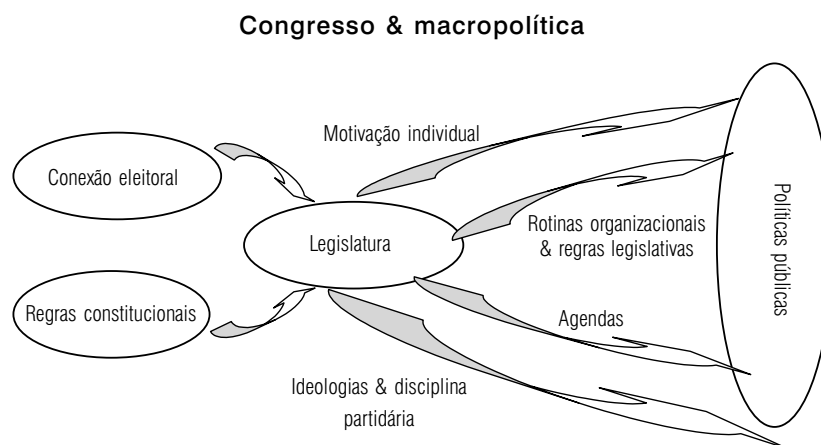 Congresso & macropolítica
Motivação individual
Conexão eleitoral
Legislatura
Rotinas organizacionais
& regras legislativas
Políticas públicas
Regras constitucionais
Agendas
Ideologias & disciplina
partidária